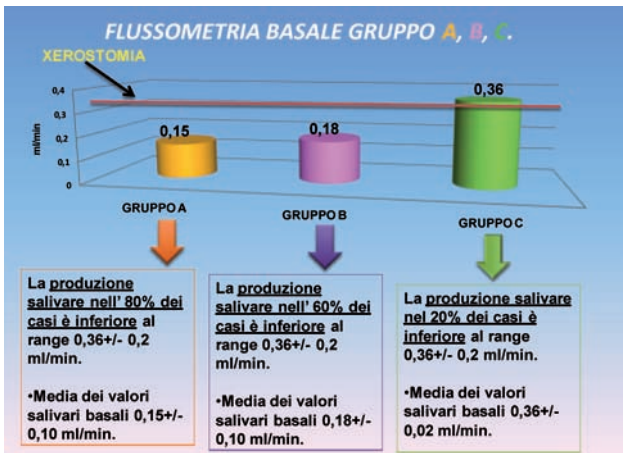 FLUSSOMETRIA BASALE GRUPPO A, B, C.
XEROSTOMIA
ml/min
0,4
0,3
0,2
0,1
0
0,15
0,18
0,36
GRUPPO A
GRUPPO B
GRUPPO C
La produzione
salivare nell' 80% dei
casi è inferiore al
range 0,36+/- 0,2
ml/min.
•Media dei valori
salivari basali 0,15+/-
0,10 ml/min.
La produzione
salivare nell' 60% dei
casi è inferiore al
range 0,36+/- 0,2
ml/min.
•Media dei valori
salivari basali 0,18+/-
0,10 ml/min.
La produzione salivare
nel 20% dei casi è
inferiore al range
0,36+/- 0,2 ml/min.
•Media dei valori
salivari basali 0,36+/-
0,02 ml/min.